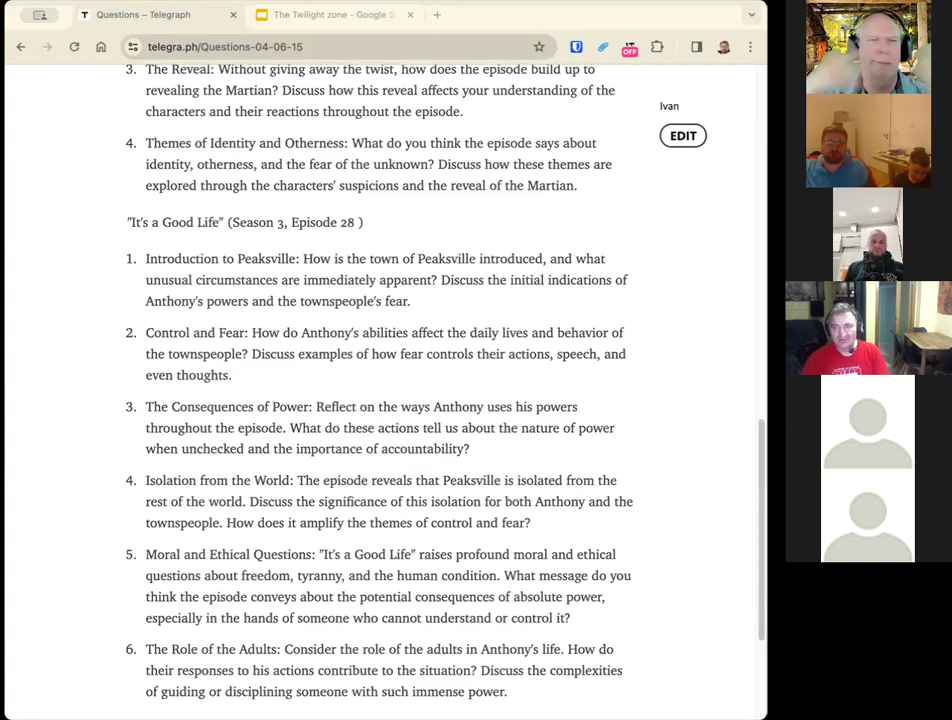 Questions – Telegraph
The Twilight zone - Google S
telegra.ph/Questions-04-06-15
OFF
3. The Reveal: Without giving away the twist, how does the episode build up to
revealing the Martian? Discuss how this reveal affects your understanding of the
characters and their reactions throughout the episode.
Ivan
EDIT
4. Themes of Identity and Otherness: What do you think the episode says about
identity, otherness, and the fear of the unknown? Discuss how these themes are
explored through the characters' suspicions and the reveal of the Martian.
"It's a Good Life" (Season 3, Episode 28 )
1. Introduction to Peaksville: How is the town of Peaksville introduced, and what
unusual circumstances are immediately apparent? Discuss the initial indications of
Anthony's powers and the townspeople's fear.
2. Control and Fear: How do Anthony's abilities affect the daily lives and behavior of
the townspeople? Discuss examples of how fear controls their actions, speech, and
even thoughts.
3. The Consequences of Power: Reflect on the ways Anthony uses his powers
throughout the episode. What do these actions tell us about the nature of power
when unchecked and the importance of accountability?
4. Isolation from the World: The episode reveals that Peaksville is isolated from the
rest of the world. Discuss the significance of this isolation for both Anthony and the
townspeople. How does it amplify the themes of control and fear?
5. Moral and Ethical Questions: "It's a Good Life" raises profound moral and ethical
questions about freedom, tyranny, and the human condition. What message do you
think the episode conveys about the potential consequences of absolute power,
especially in the hands of someone who cannot understand or control it?
6. The Role of the Adults: Consider the role of the adults in Anthony's life. How do
their responses to his actions contribute to the situation? Discuss the complexities
of guiding or disciplining someone with such immense power.